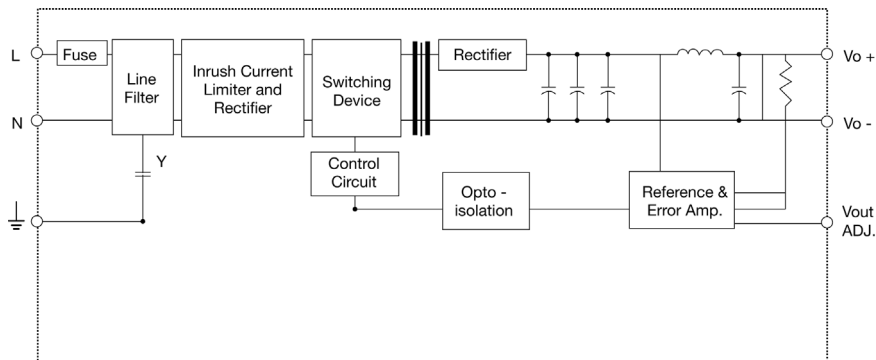 L
Fuse
Line
Filter
Inrush Current
Limiter and
Rectifier
Switching
Device
Rectifier
Vo +
N
Vo -
Y
Control
Circuit
Opto -
isolation
Reference &
Error Amp.
Vout
ADJ.